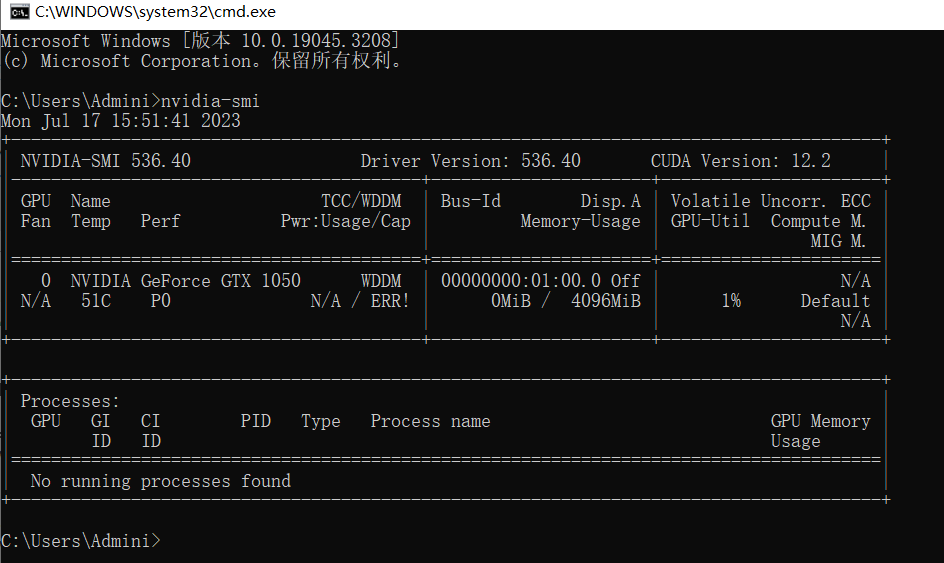 C:\WINDOWS\system32\cmd.exe
Microsoft Windows [版本 10.0.19045.3208]
(c) Microsoft Corporation。保留所有权利。
C:\Users\Admini>nvidia-smi
Mon Jul 17 15:51:41 2023
NVIDIA-SMI 536.40 Driver Version: 536.40 CUDA Version: 12.2
GPU Name TCC/WDDM | Bus-Id Disp.A | Volatile Uncorr. ECC
Fan Temp Perf Pwr:Usage/Cap | Memory-Usage | GPU-Util Compute M.
MIG M.
0 NVIDIA GeForce GTX 1050 WDDM | 00000000:01:00.0 Off | N/A
N/A 51C P0 N/A / ERR! | 0MiB / 4096MiB | 1% Default
N/A
Processes:
GPU GI CI PID Type Process name GPU Memory
ID ID Usage
No running processes found
C:\Users\Admini>